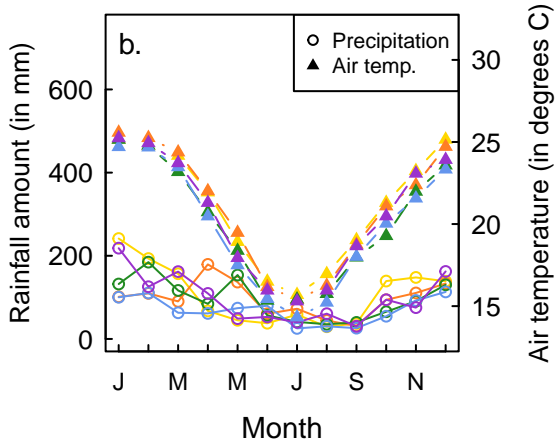 b.
Precipitation
Air temp.
Rainfall amount (in mm)
600
400
200
0
Air temperature (in degrees C)
30
25
20
15
J M M J S N
Month